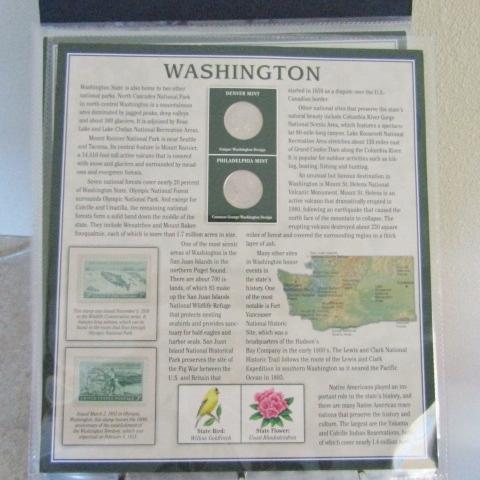 WASHINGTON
Washington State is also home to two other
national parks. North Cascades National Park
in north-central Washington is a mountainous
area dominated by jagged peaks, deep valleys
and about 300 glaciers. It is adjoined by Ross
Lake and Lake Chelan National Recreation Areas.
Mount Rainier National Park is near Seattle
and Tacoma. Its central feature is Mount Rainier,
a 14,410-foot-tall active volcano that is covered
with snow and glaciers and surrounded by mead-
ows and evergreen forests.
Seven national forests cover nearly 20 percent
of Washington State. Olympic National Forest
surrounds Olympic National Park. And except for
Colville and Umatilla, the remaining national
forests form a solid band down the middle of the
state. They include Wenatchee and Mount Baker-
Snoqualmie, each of which is more than 1.7 million acres in size.
One of the most scenic
areas of Washington is the
San Juan Islands in the
northern Puget Sound.
There are about 700 is-
lands, of which 83 make
up the San Juan Islands
National Wildlife Refuge
that protects nesting
seabirds and provides sanc-
tuary for bald eagles and
harbor seals. San Juan
Island National Historical
Park preserves the site of
the Pig War between the
U.S. and Britain that
DENVER MINT
Unique Washington Design
PHILADELPHIA MINT
Common George Washington Design
started in 1859 as a dispute over the U.S.-
Canadian border.
Other national sites that preserve the state's
natural beauty include Columbia River Gorge
National Scenic Area, which features a spectacu-
lar 80-mile-long canyon. Lake Roosevelt National
Recreation Area stretches about 130 miles east
of Grand Coulee Dam along the Columbia River.
It is popular for outdoor activities such as hik-
ing, boating, fishing and hunting.
An unusual but famous destination in
Washington is Mount St. Helens National
Volcanic Monument. Mount St. Helens is an
active volcano that dramatically erupted in
1980, following an earthquake that caused the
north face of the mountain to collapse. The
erupting volcano destroyed about 230 square
miles of forest and covered the surrounding region in a thick
layer of ash.
Many other sites
in Washington honor
events in the
state's history.
One of the
most notable
is Fort
Vancouver
National
Historic
Site, which was a
headquarters of the Hudson's
Bay Company in the early 1800's. The Lewis and Clark National
Historic Trail follows the route of the Lewis and Clark
Expedition in southern Washington as it neared the Pacific
Ocean in 1805.
Native Americans played an im-
portant role in the state's history, and
there are many Native American reser-
vations that preserve the history and
culture. The largest are the Yakama
and Colville Indian Reservations,
of which cover nearly 1.4 million
State Bird:
Willow Goldfinch
State Flower:
Coast Rhododendron